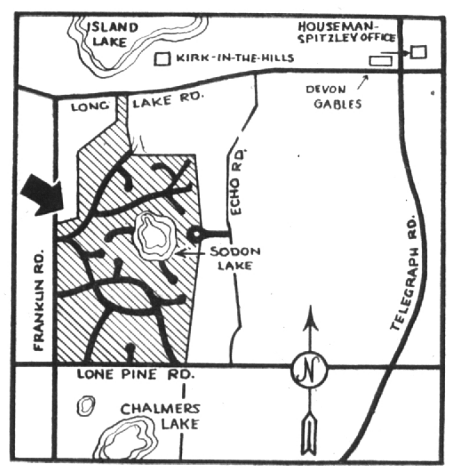 ISLAND
LAKE
HOUSEMAN-
SPITZLEY OFFICE
KIRK-IN-THE-HILLS
DEVON
GABLES
LONG LAKE RD.
ECHO RD.
SODON
LAKE
FRANKLIN RD.
TELEGRAPH RD.
N
LONE PINE RD.
CHALMERS
LAKE